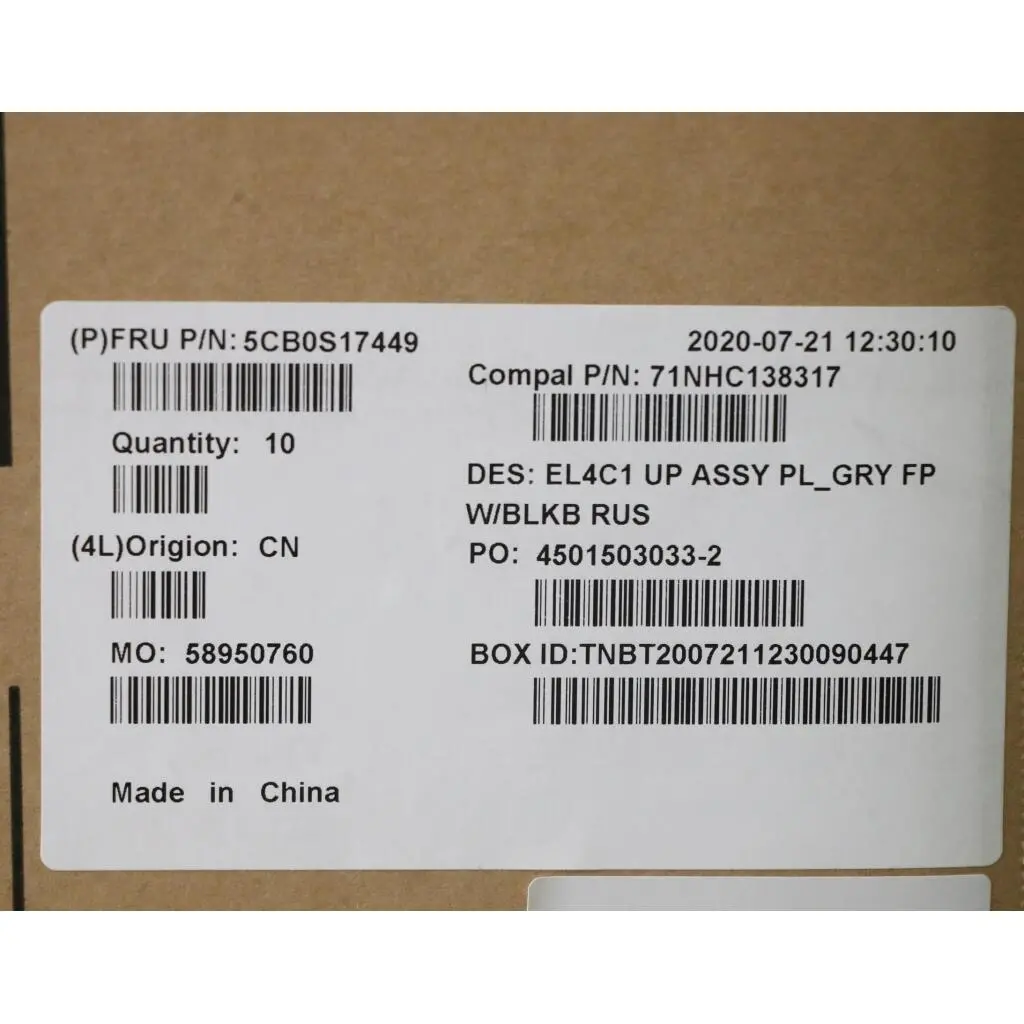 (P)FRU P/N: 5CB0S17449
2020-07-21 12:30:10
Compal P/N: 71NHC138317
Quantity: 10
DES: EL4C1 UP ASSY PL_GRY FP
W/BLKB RUS
(4L)Origion: CN
PO: 4501503033-2
MO: 58950760
BOX ID:TNBT2007211230090447
Made in China